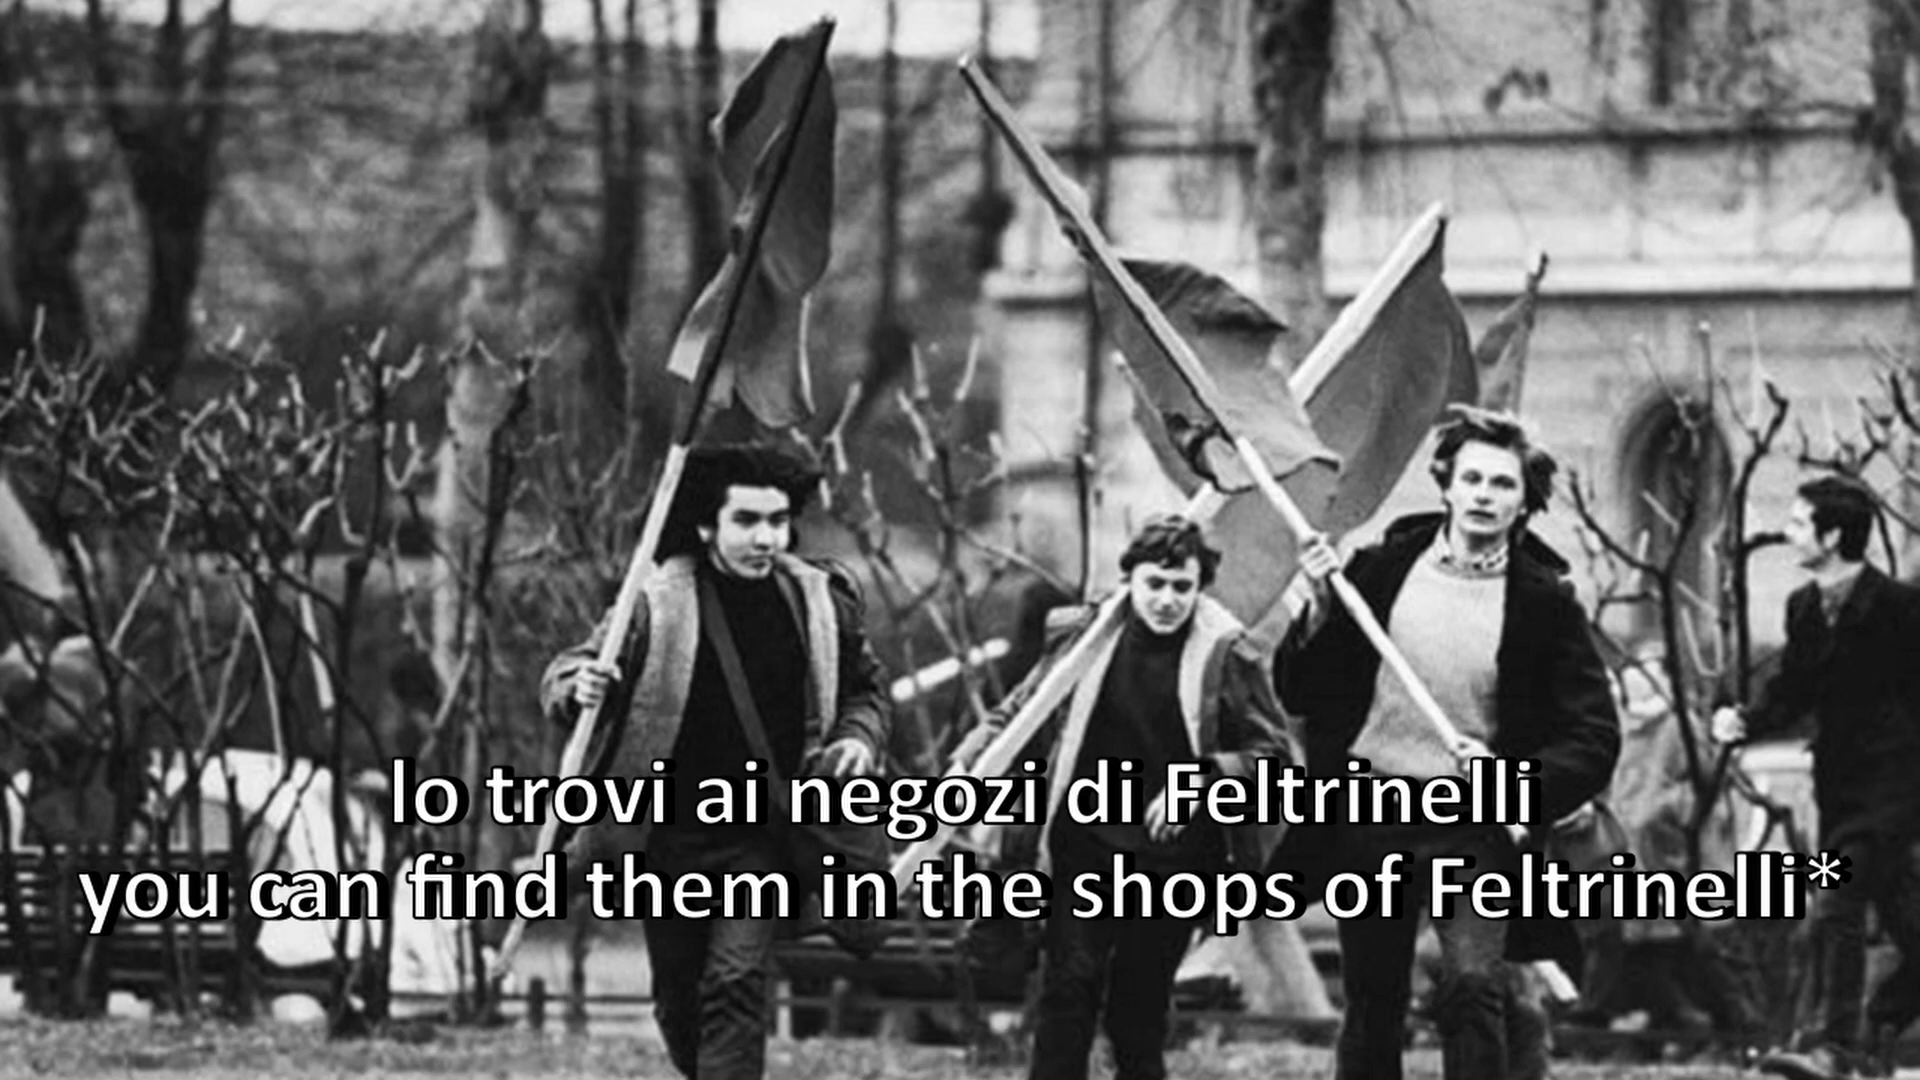 lo trovi ai negozi di Feltrinelli
you can find them in the shops of Feltrinelli*